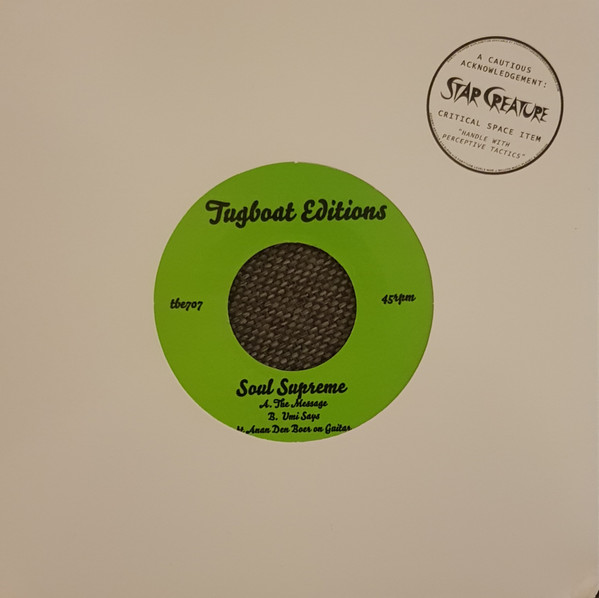 A CAUTIOUS
ACKNOWLEDGEMENT:
STAR CREATURE
CRITICAL SPACE ITEM
"HANDLE WITH
PERCEPTIVE TACTICS"
Tugboat Editions
tbe707 45rpm
Soul Supreme
A. The Message
B. Umi Says
Anan Den Boer on Guitar